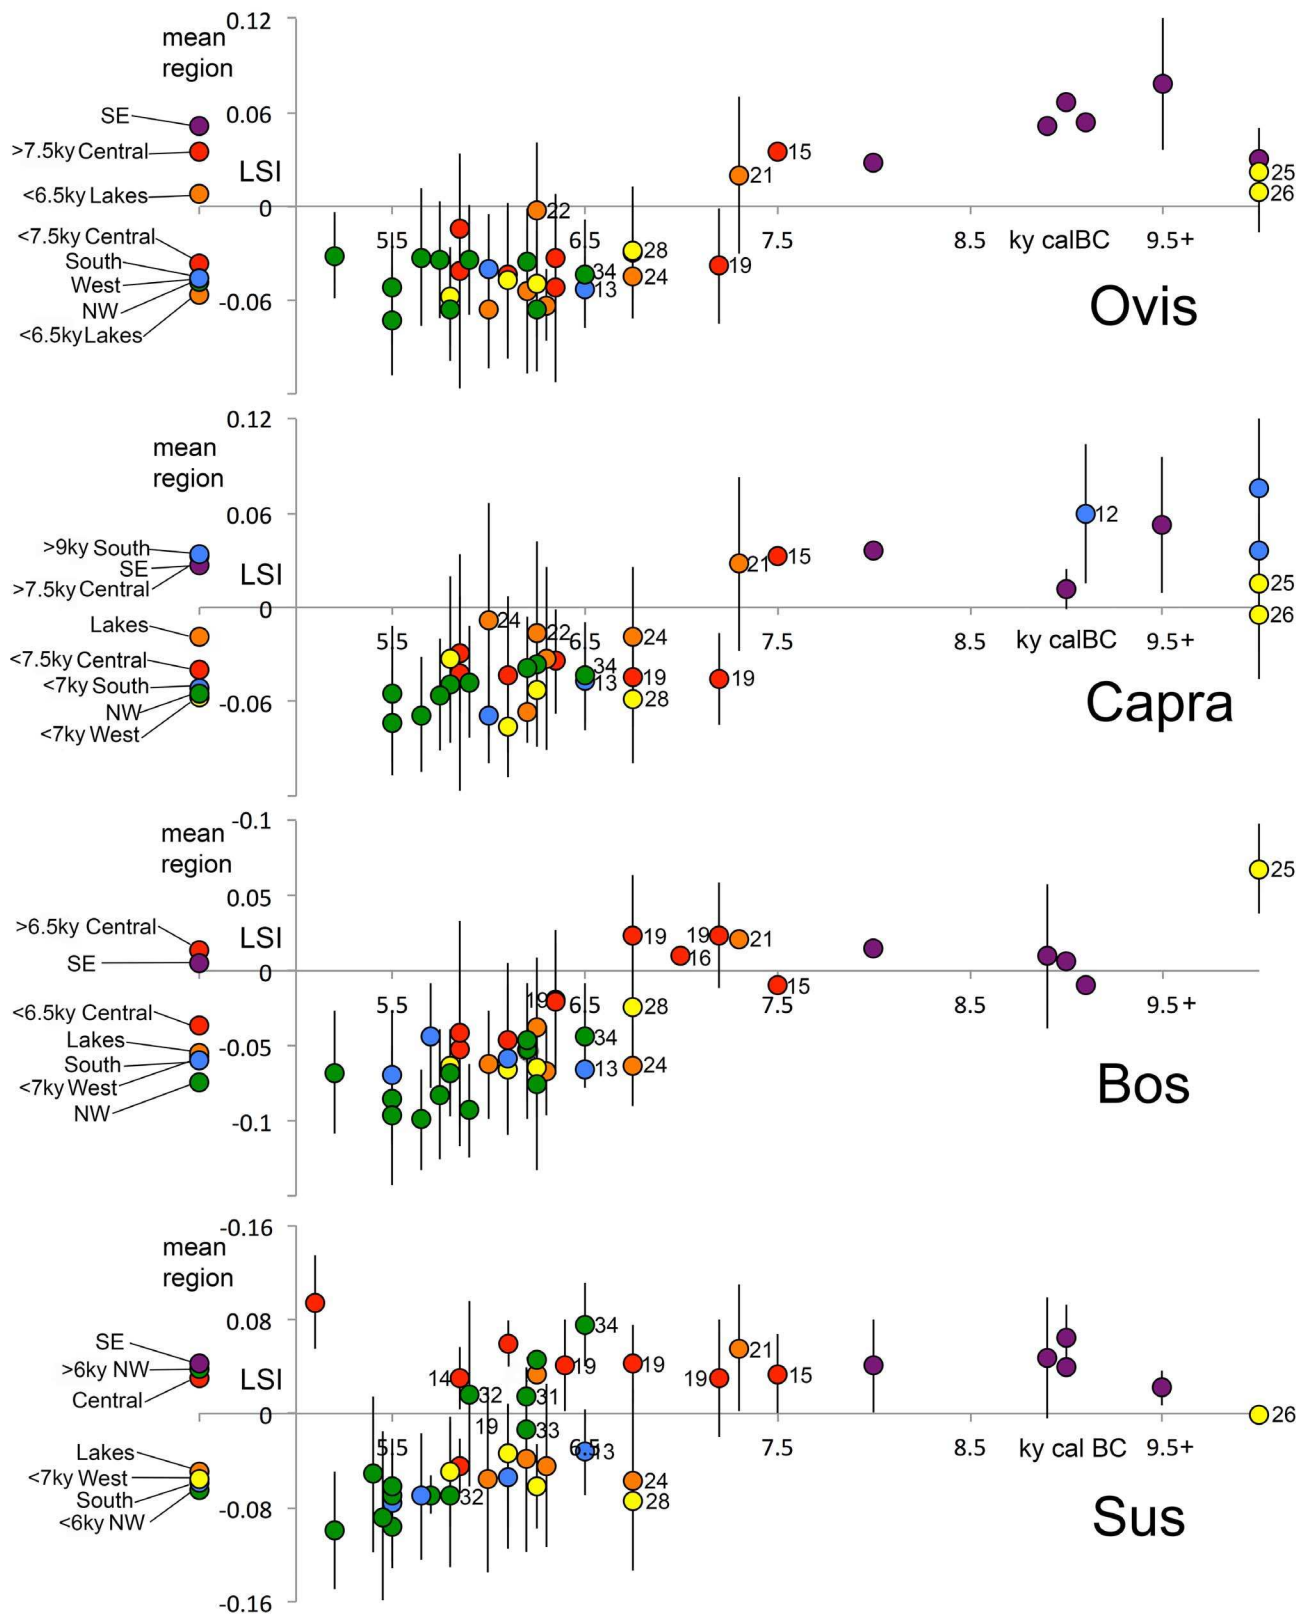 0.12
mean
region
SE
0.06
>7.5ky Central
15
21
LSI
25
<6.5ky Lakes
26
0
22
<7.5ky Central
5.5
6.5
7.5
8.5
ky calBC
9.5+
28
South
19
34
24
West
13
NW
-0.06
Ovis
<6.5kyLakes
0.12
mean
region
0.06
12
>9ky South
SE
15
21
LSI
>7.5ky Central
25
0
26
Lakes
24
22
24
5.5
6.5
7.5
8.5
ky calBC
9.5+
<7.5ky Central
34
19
19
<7ky South
13
-0.06
28
NW
Capra
<7ky West
-0.1
mean
region
25
0.05
>6.5ky Central
LSI
19
19
21
16
SE
0
15
19
5.5
6.5
7.5
8.5
9.5+
28
<6.5ky Central
34
Lakes
-0.05
South
24
13
<7ky West
Bos
NW
-0.1
-0.16
mean
region
0.08
34
SE
21
>6ky NW
19
19
LSI
14
19
15
Central
32
31
0
26
19
33
5.5
6.5
13
7.5
8.5
ky cal BC
9.5+
Lakes
<7ky West
24
South
32
28
-0.08
<6ky NW
Sus
-0.16